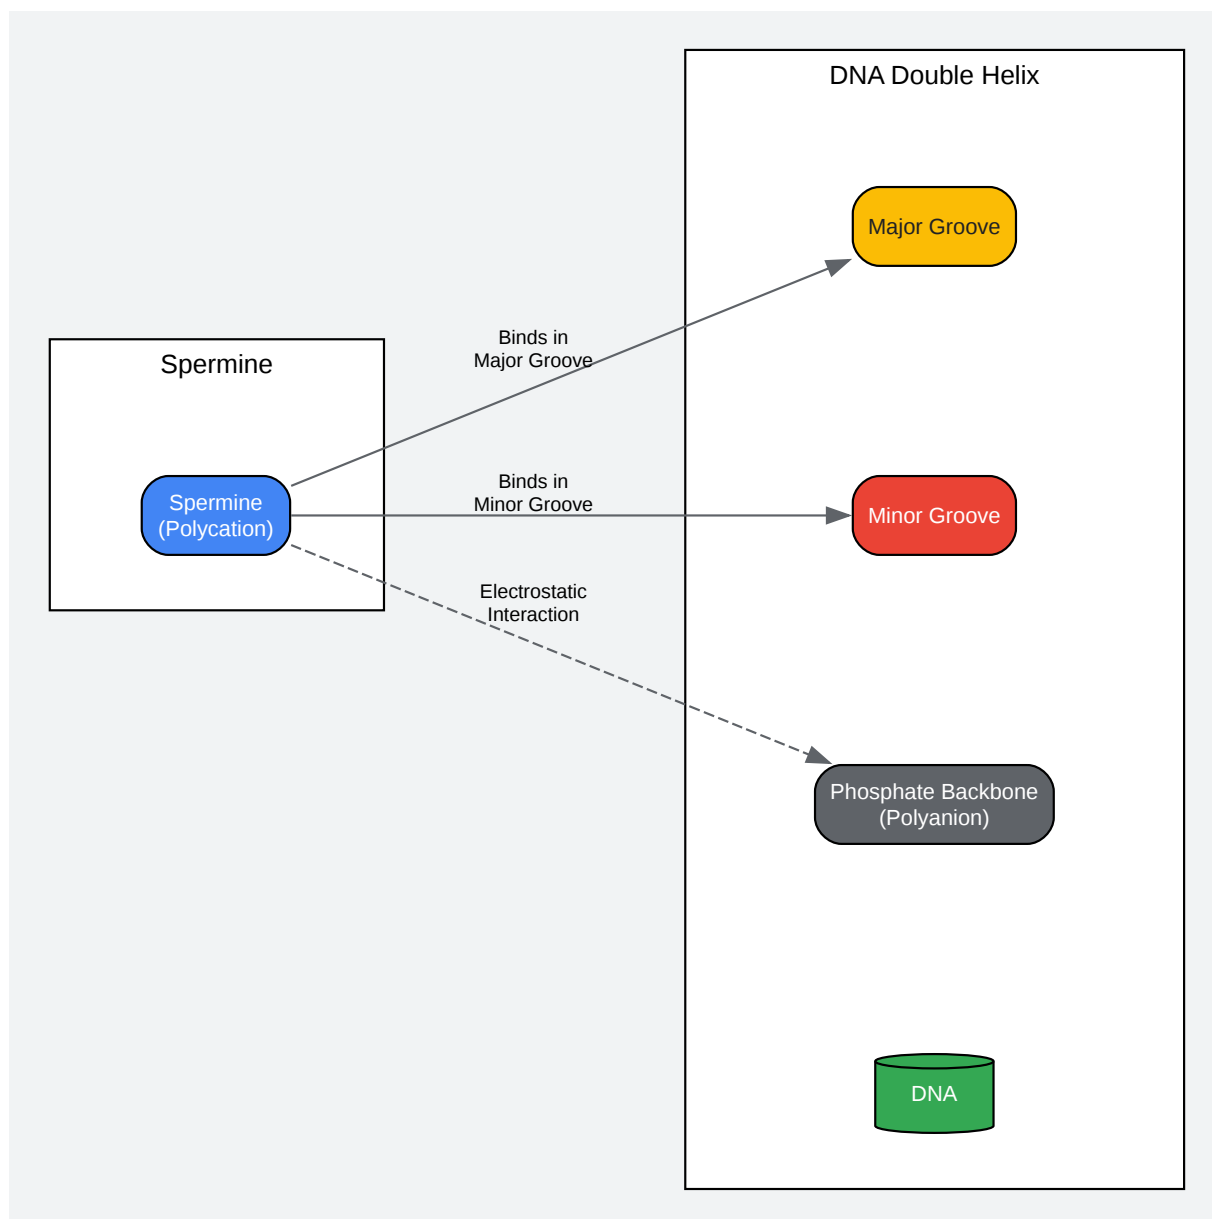 DNA Double Helix
Major Groove
Binds in
Major Groove
Spermine
Spermine
(Polycation)
Binds in
Minor Groove
Minor Groove
Electrostatic
Interaction
Phosphate Backbone
(Polyanion)
DNA